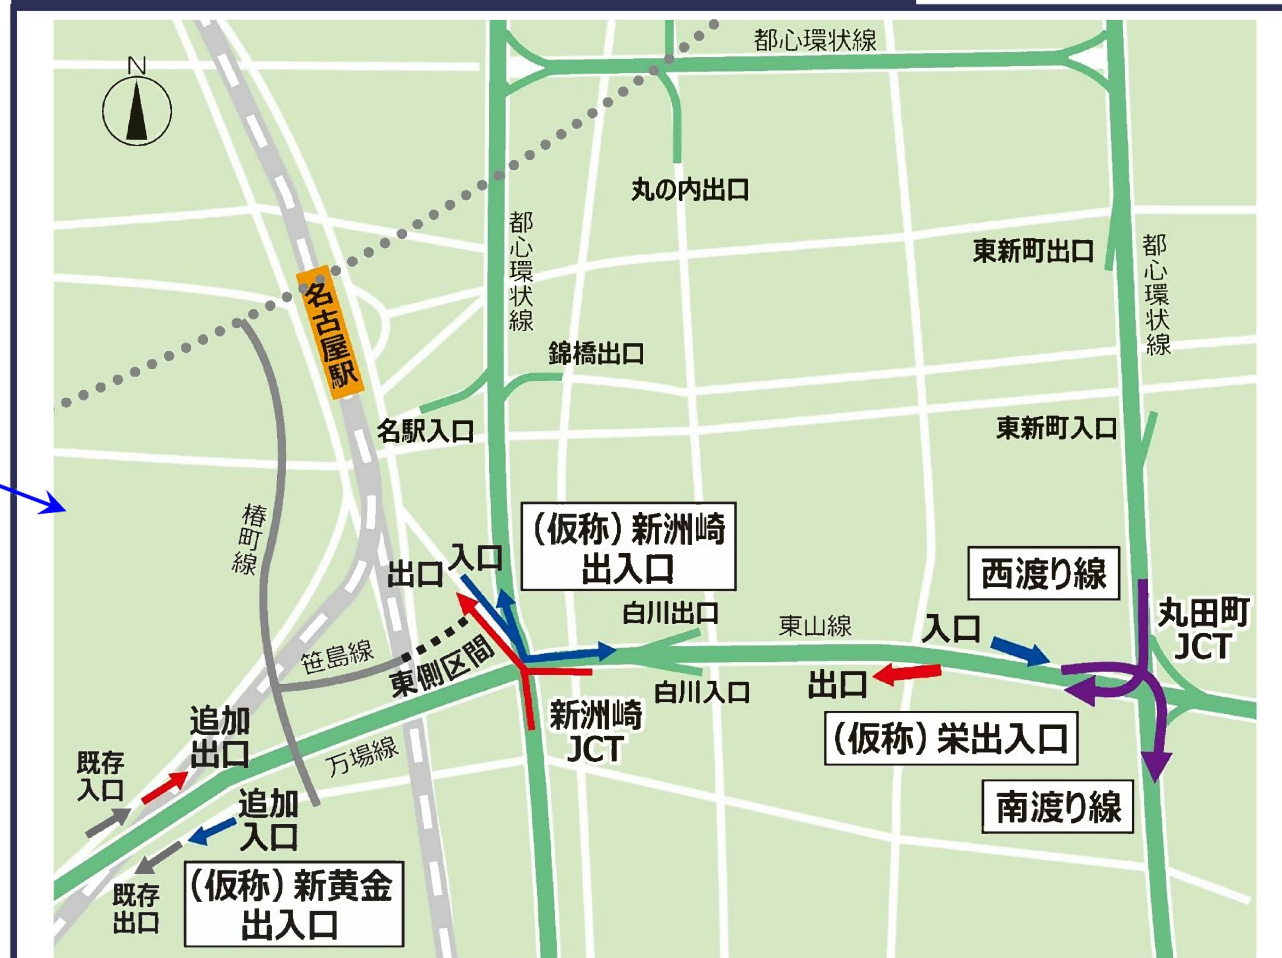 N
都心環状線
丸の内出口
都心環状線
東新町出口
都心環状線
名古屋駅
錦橋出口
名駅入口
東新町入口
椿町線
(仮称)新洲崎
出入口
入口
出口
西渡り線
白川出口
東山線
入口
丸田町
JCT
笹島線
東側区間
白川入口
出口
新洲崎
JCT
(仮称)栄出入口
追加
出口
万場線
既存
入口
追加
入口
南渡り線
(仮称)新黄金
出入口
既存
出口